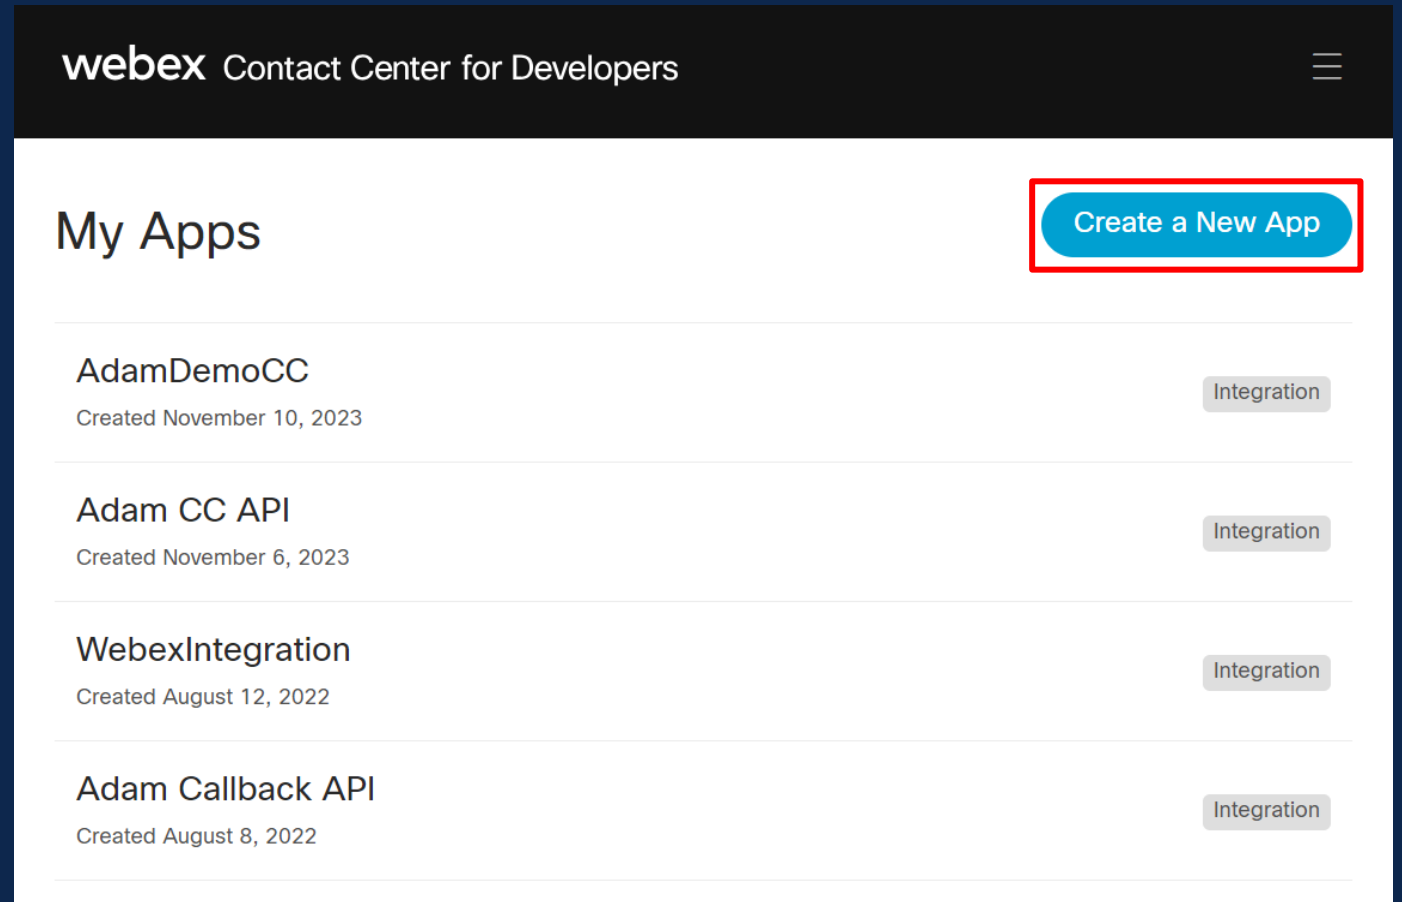 webex Contact Center for Developers
My Apps
Create a New App
AdamDemoCC
Created November 10, 2023
Integration
Adam CC API
Created November 6, 2023
Integration
WebexIntegration
Created August 12, 2022
Integration
Adam Callback API
Created August 8, 2022
Integration